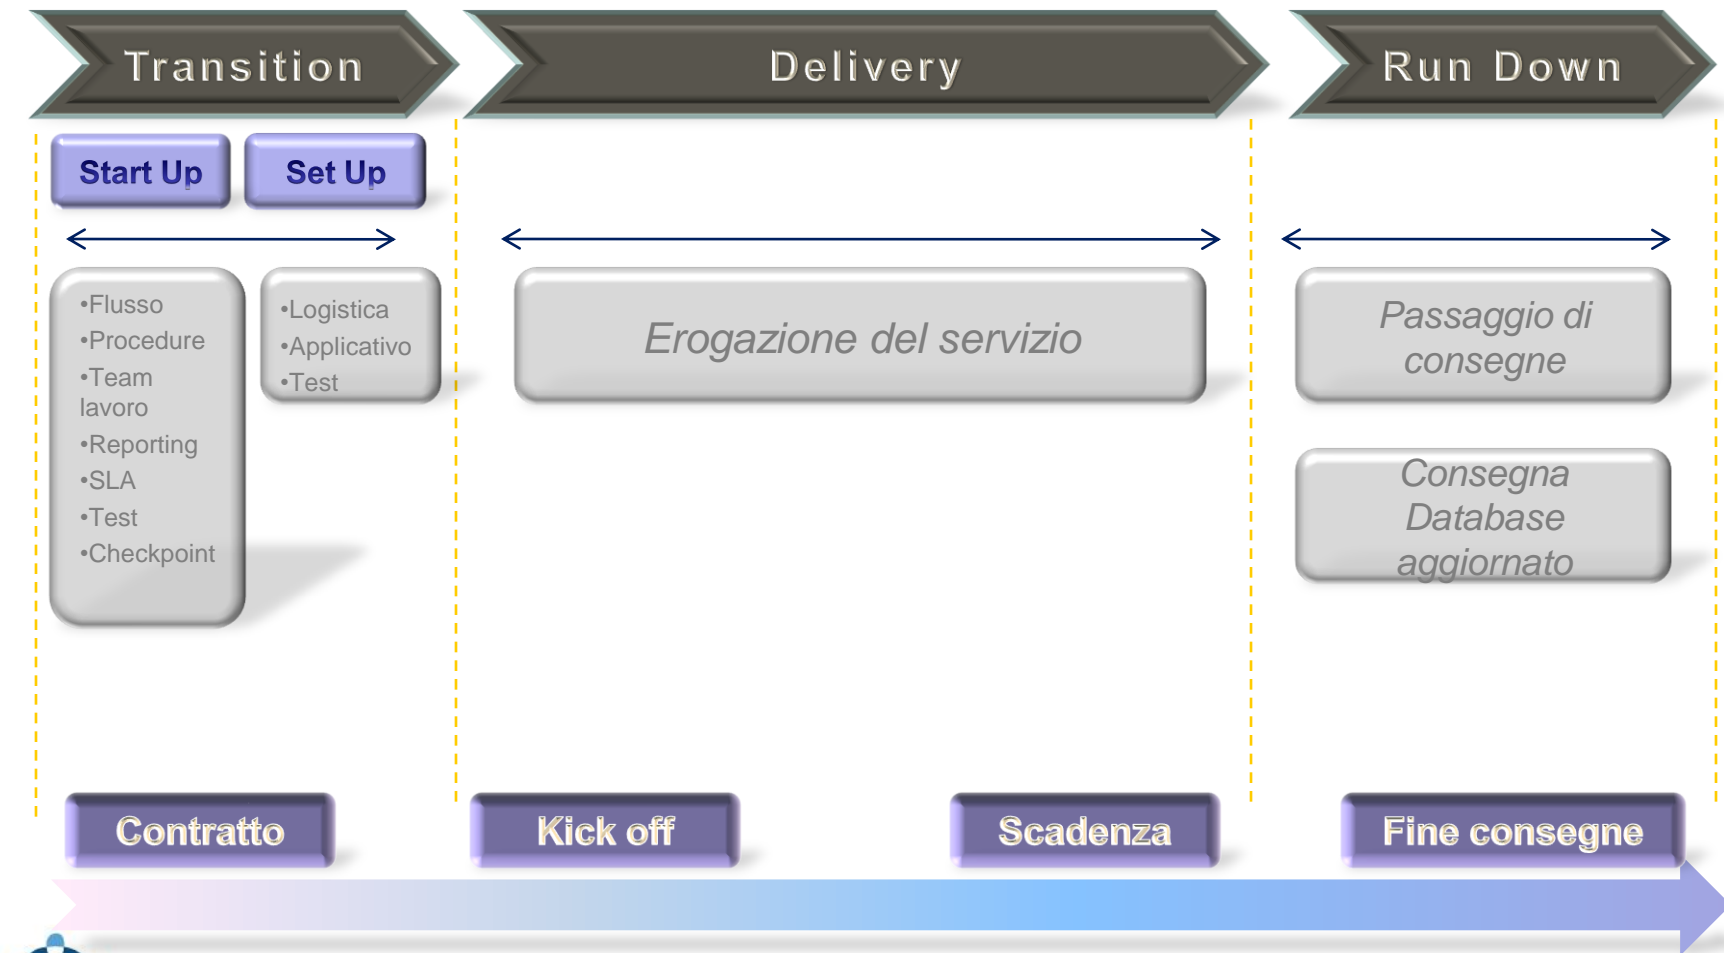 Transition
Delivery
Run Down
Start Up
Set Up
•Flusso
•Procedure
•Team
lavoro
•Reporting
•SLA
•Test
•Checkpoint
•Logistica
•Applicativo
•Test
Erogazione del servizio
Passaggio di
consegne
Consegna
Database
aggiornato
Contratto
Kick off
Scadenza
Fine consegne